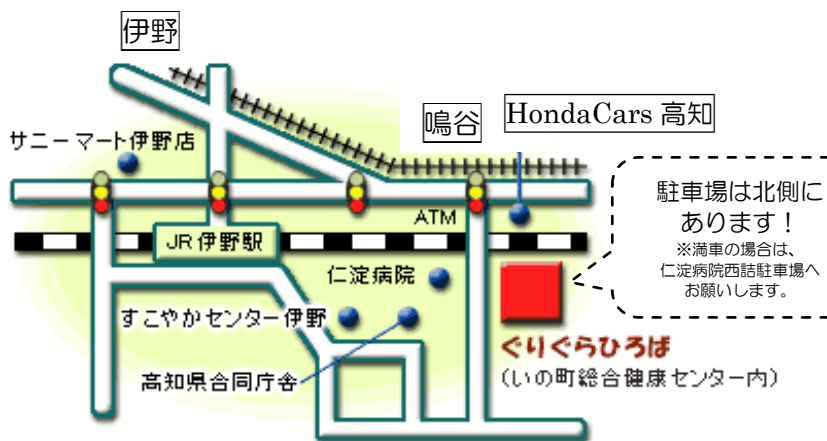 伊野
鳴谷
HondaCars 高知
サニーマート伊野店
駐車場は北側に
あります！
※満車の場合は、
仁淀病院西詰駐車場へ
お願いします。
ATM
JR伊野駅
仁淀病院
すこやかセンター伊野
高知県合同庁舎
ぐりぐらひろば
(いの町総合健康センター内)